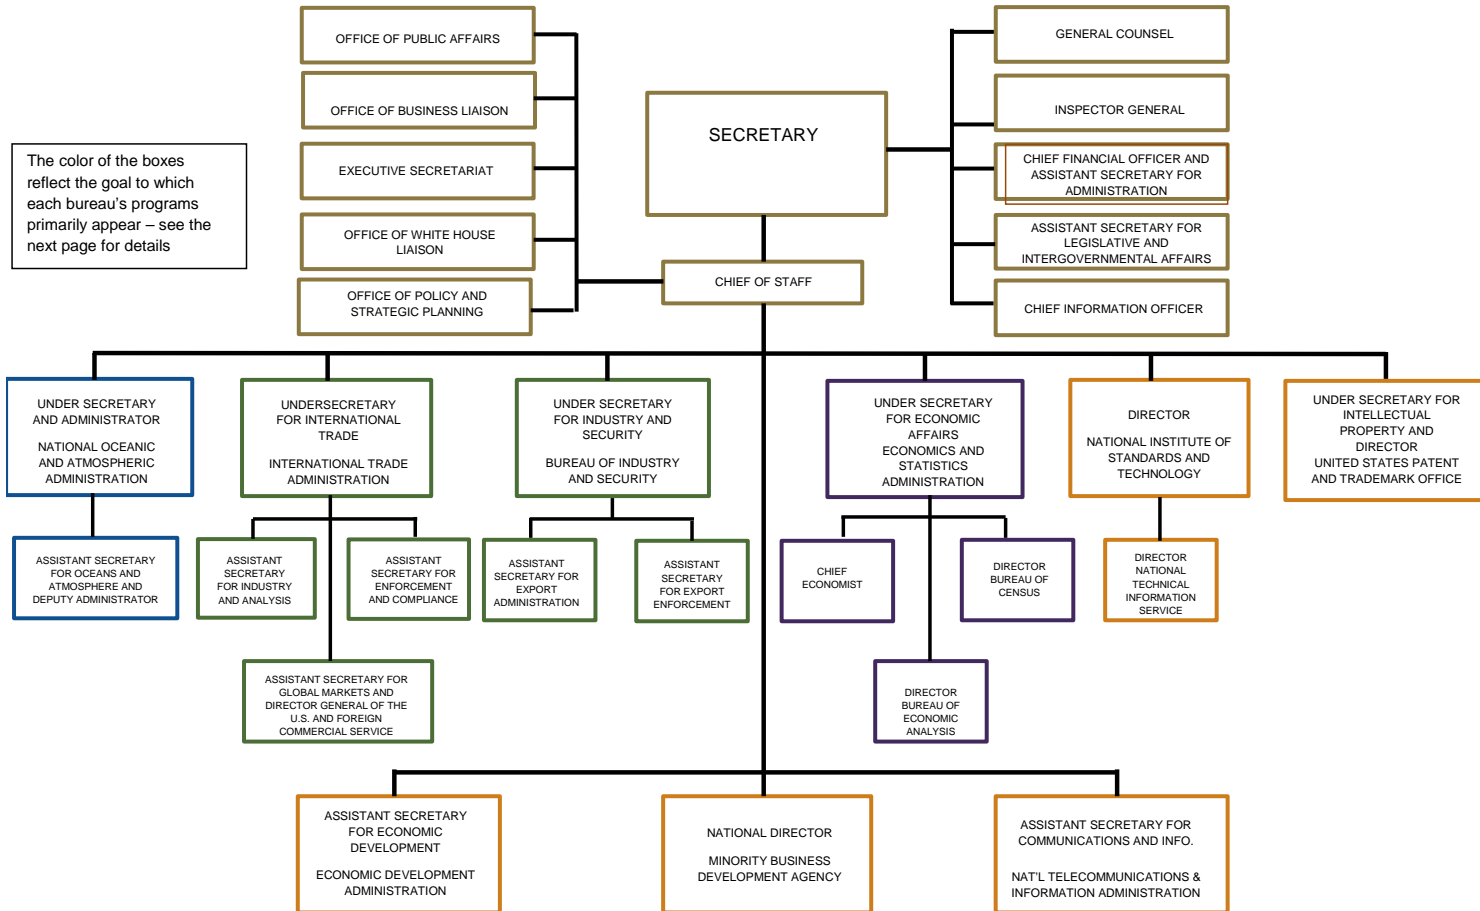 OFFICE OF PUBLIC AFFAIRS
OFFICE OF BUSINESS LIAISON
EXECUTIVE SECRETARIAT
OFFICE OF WHITE HOUSE
LIAISON
OFFICE OF POLICY AND
STRATEGIC PLANNING
The color of the boxes
reflect the goal to which
each bureau's programs
primarily appear – see the
next page for details
SECRETARY
CHIEF OF STAFF
GENERAL COUNSEL
INSPECTOR GENERAL
CHIEF FINANCIAL OFFICER AND
ASSISTANT SECRETARY FOR
ADMINISTRATION
ASSISTANT SECRETARY FOR
LEGISLATIVE AND
INTERGOVERNMENTAL AFFAIRS
CHIEF INFORMATION OFFICER
UNDER SECRETARY
AND ADMINISTRATOR
NATIONAL OCEANIC
AND ATMOSPHERIC
ADMINISTRATION
UNDERSECRETARY
FOR INTERNATIONAL
TRADE
INTERNATIONAL TRADE
ADMINISTRATION
UNDER SECRETARY
FOR INDUSTRY AND
SECURITY
BUREAU OF INDUSTRY
AND SECURITY
UNDER SECRETARY
FOR ECONOMIC
AFFAIRS
ECONOMICS AND
STATISTICS
ADMINISTRATION
DIRECTOR
NATIONAL INSTITUTE OF
STANDARDS AND
TECHNOLOGY
UNDER SECRETARY FOR
INTELLECTUAL
PROPERTY AND
DIRECTOR
UNITED STATES PATENT
AND TRADEMARK OFFICE
ASSISTANT SECRETARY
FOR OCEANS AND
ATMOSPHERE AND
DEPUTY ADMINISTRATOR
ASSISTANT
SECRETARY
FOR INDUSTRY
AND ANALYSIS
ASSISTANT
SECRETARY FOR
ENFORCEMENT
AND COMPLIANCE
ASSISTANT
SECRETARY FOR
EXPORT
ADMINISTRATION
ASSISTANT
SECRETARY
FOR EXPORT
ENFORCEMENT
CHIEF
ECONOMIST
DIRECTOR
BUREAU OF
CENSUS
DIRECTOR
NATIONAL
TECHNICAL
INFORMATION
SERVICE
ASSISTANT SECRETARY FOR
GLOBAL MARKETS AND
DIRECTOR GENERAL OF THE
U.S. AND FOREIGN
COMMERCIAL SERVICE
DIRECTOR
BUREAU OF
ECONOMIC
ANALYSIS
ASSISTANT SECRETARY
FOR ECONOMIC
DEVELOPMENT
ECONOMIC DEVELOPMENT
ADMINISTRATION
NATIONAL DIRECTOR
MINORITY BUSINESS
DEVELOPMENT AGENCY
ASSISTANT SECRETARY FOR
COMMUNICATIONS AND INFO.
NAT'L TELECOMMUNICATIONS &
INFORMATION ADMINISTRATION